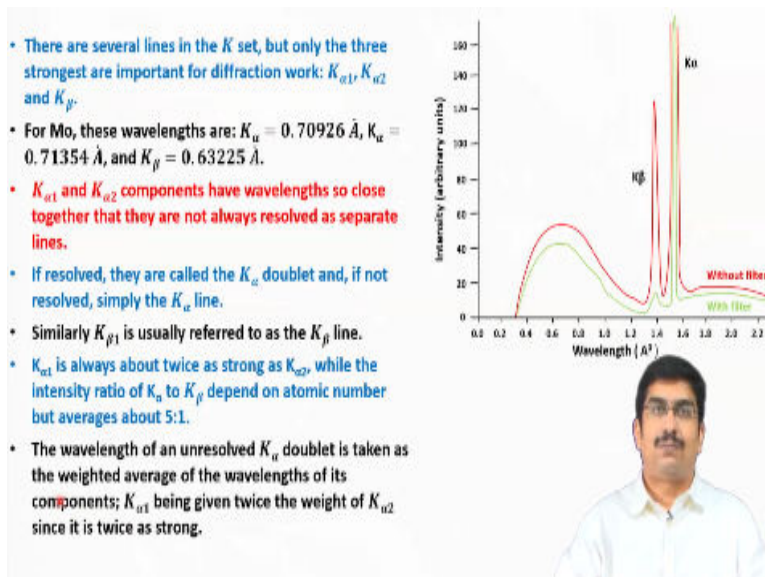 • There are several lines in the K set, but only the three
strongest are important for diffraction work: Kα1, Kα2
and Kβ.
• For Mo, these wavelengths are: Kα = 0.70926 Å, Kα =
0.71354 Å, and Kβ = 0.63225 Å.
• Kα1 and Kα2 components have wavelengths so close
together that they are not always resolved as separate
lines.
• If resolved, they are called the Kα doublet and, if not
resolved, simply the Kα line.
• Similarly Kβ1 is usually referred to as the Kβ line.
• Kα1 is always about twice as strong as Kα2, while the
intensity ratio of Kα to Kβ depend on atomic number
but averages about 5:1.
• The wavelength of an unresolved Kα doublet is taken as
the weighted average of the wavelengths of its
components; Kα1 being given twice the weight of Kα2
since it is twice as strong.
Intensity (arbitrary units)
160
140
120
100
80
60
40
20
0
Kα
Kβ
Without filter
With filter
0.0 0.2 0.4 0.6 0.8 1.0 1.2 1.4 1.6 1.8 2.0 2.2
Wavelength (A°)